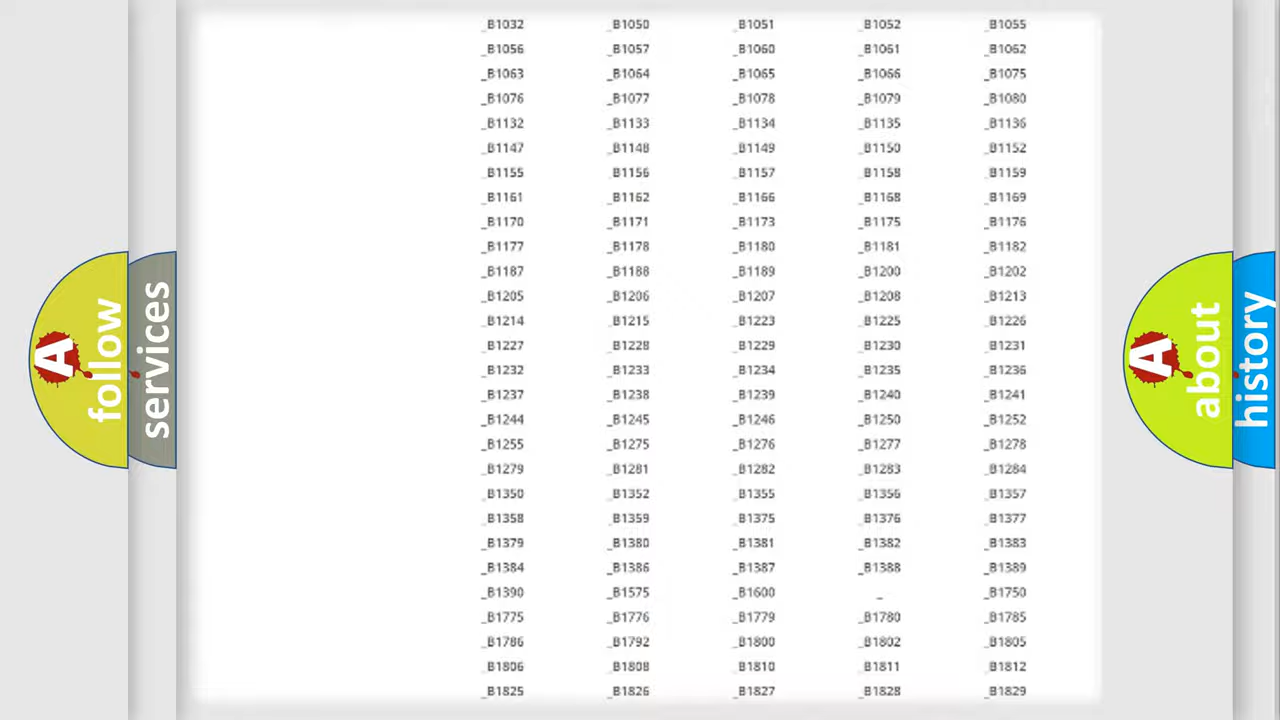 _B1032 _B1050 _B1051 _B1052 _B1055
_B1056 _B1057 _B1060 _B1061 _B1062
_B1063 _B1064 _B1065 _B1066 _B1075
_B1076 _B1077 _B1078 _B1079 _B1080
_B1132 _B1133 _B1134 _B1135 _B1136
_B1147 _B1148 _B1149 _B1150 _B1152
_B1155 _B1156 _B1157 _B1158 _B1159
_B1161 _B1162 _B1166 _B1168 _B1169
_B1170 _B1171 _B1173 _B1175 _B1176
_B1177 _B1178 _B1180 _B1181 _B1182
_B1187 _B1188 _B1189 _B1200 _B1202
_B1205 _B1206 _B1207 _B1208 _B1213
_B1214 _B1215 _B1223 _B1225 _B1226
_B1227 _B1228 _B1229 _B1230 _B1231
_B1232 _B1233 _B1234 _B1235 _B1236
_B1237 _B1238 _B1239 _B1240 _B1241
_B1244 _B1245 _B1246 _B1250 _B1252
_B1255 _B1275 _B1276 _B1277 _B1278
_B1279 _B1281 _B1282 _B1283 _B1284
_B1350 _B1352 _B1355 _B1356 _B1357
_B1358 _B1359 _B1375 _B1376 _B1377
_B1379 _B1380 _B1381 _B1382 _B1383
_B1384 _B1386 _B1387 _B1388 _B1389
_B1390 _B1575 _B1600 _ _B1750
_B1775 _B1776 _B1779 _B1780 _B1785
_B1786 _B1792 _B1800 _B1802 _B1805
_B1806 _B1808 _B1810 _B1811 _B1812
_B1825 _B1826 _B1827 _B1828 _B1829
A
follow
services
A
about
history